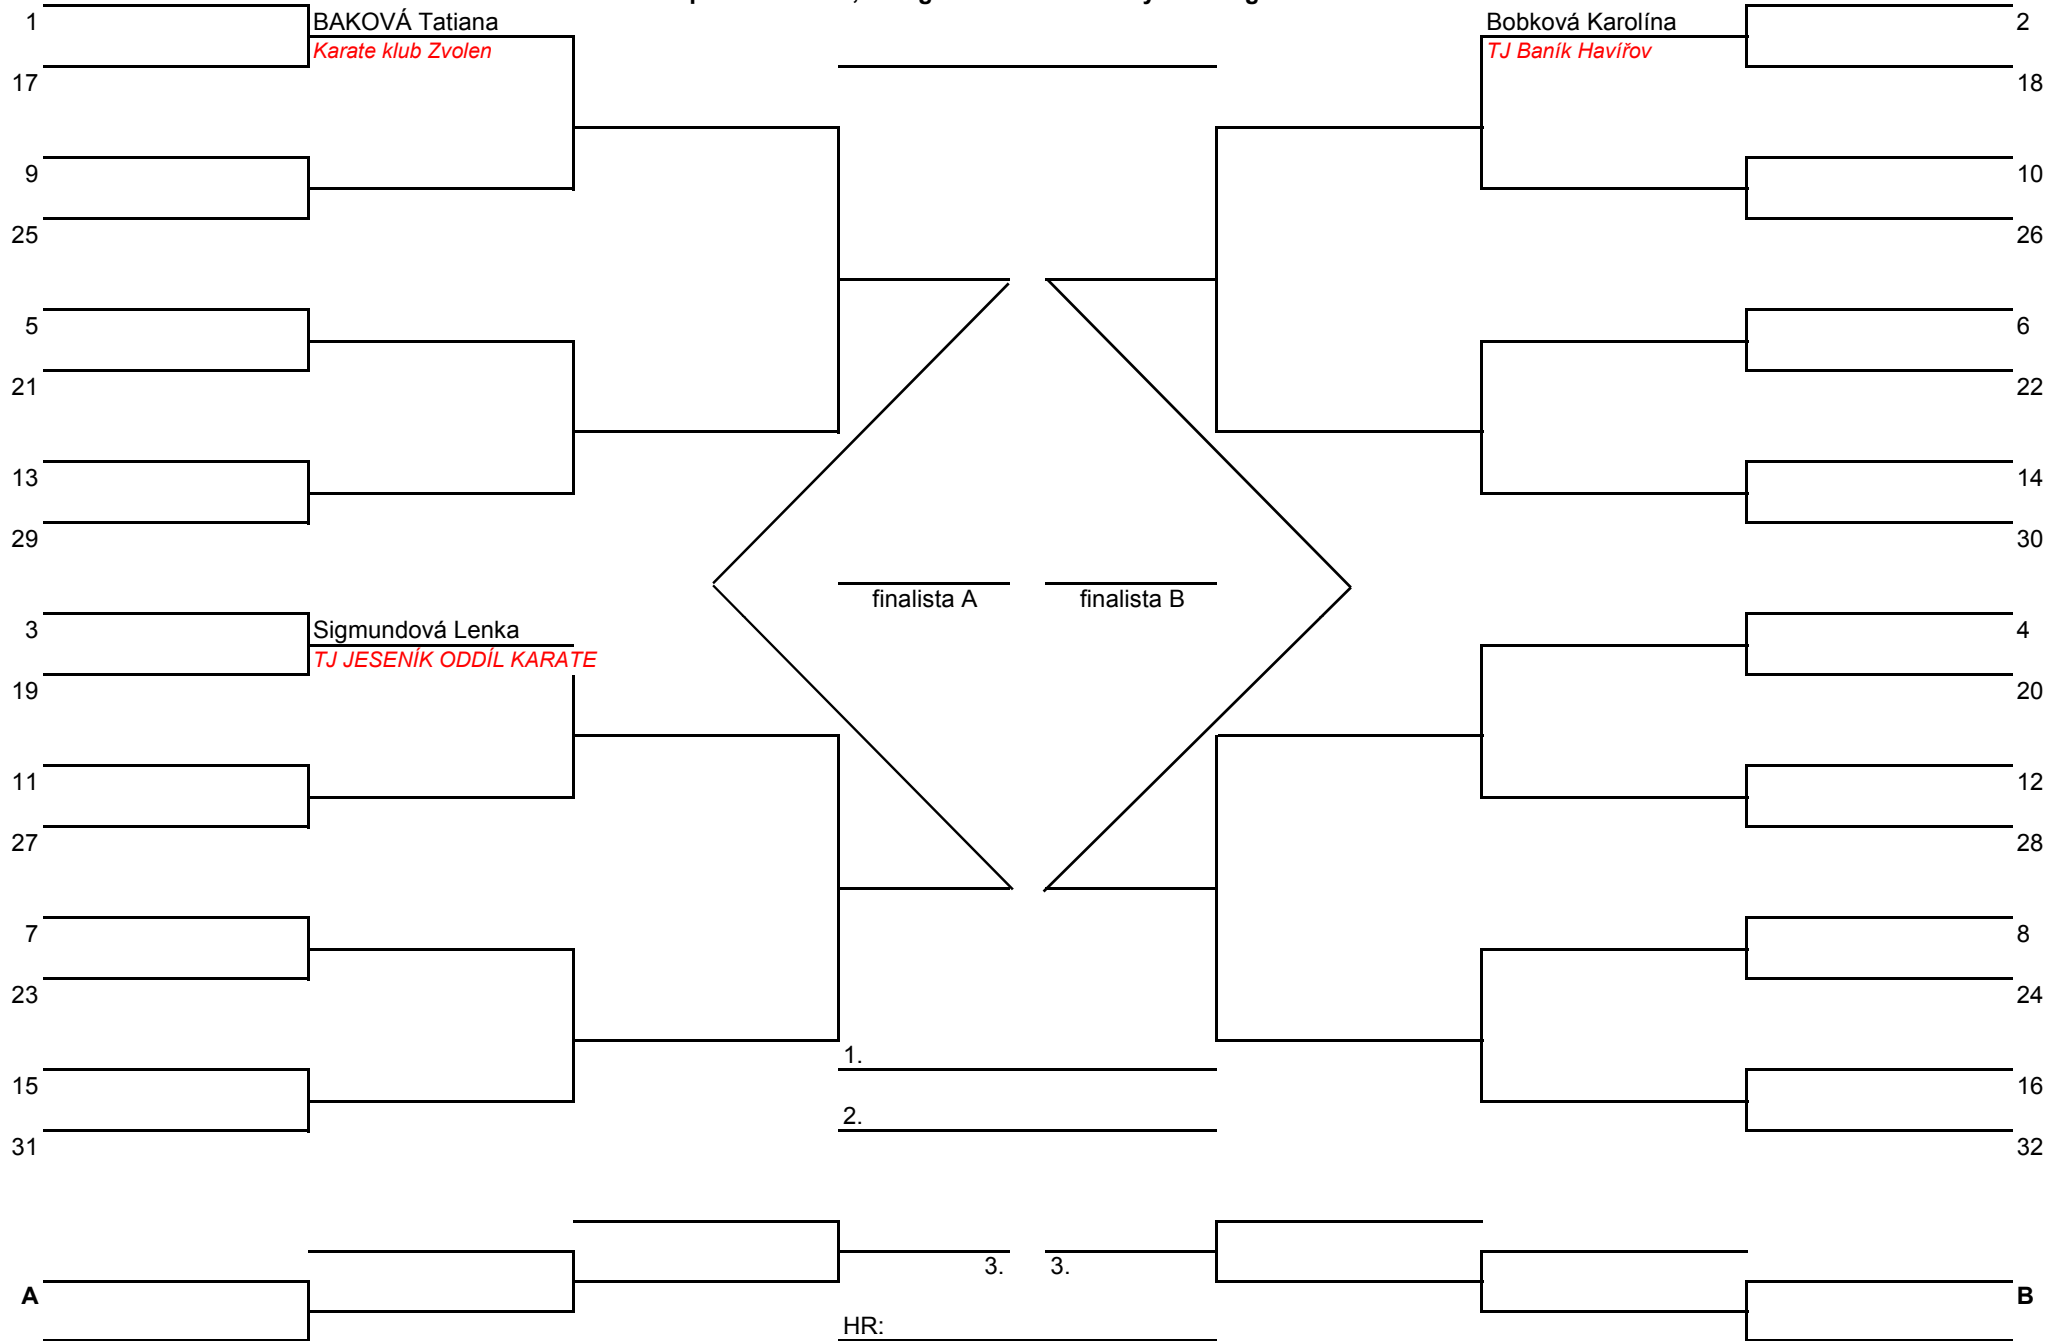 1 BAKOVÁ Tatiana Bobková Karolína 2
Karate klub Zvolen TJ Baník Havířov
17 18
9 10
25 26
5 6
21 22
13 14
29 30
finalista A finalista B
3 Sigmundová Lenka 4
TJ JESENÍK ODDÍL KARATE
19 20
11 12
27 28
7 8
23 24
1.
15 16
2.
31 32
3. 3.
A B
HR: